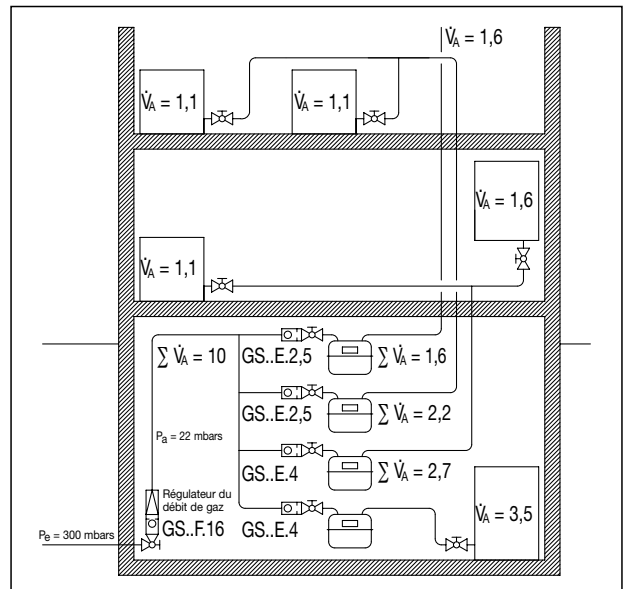 V̇A = 1,6
V̇A = 1,1
V̇A = 1,1
V̇A = 1,6
V̇A = 1,1
∑ V̇A = 10
GS..E.2,5
∑ V̇A = 1,6
GS..E.2,5
∑ V̇A = 2,2
Pa = 22 mbars
GS..E.4
∑ V̇A = 2,7
Régulateur du
débit de gaz
GS..F.16
GS..E.4
V̇A = 3,5
Pe = 300 mbars